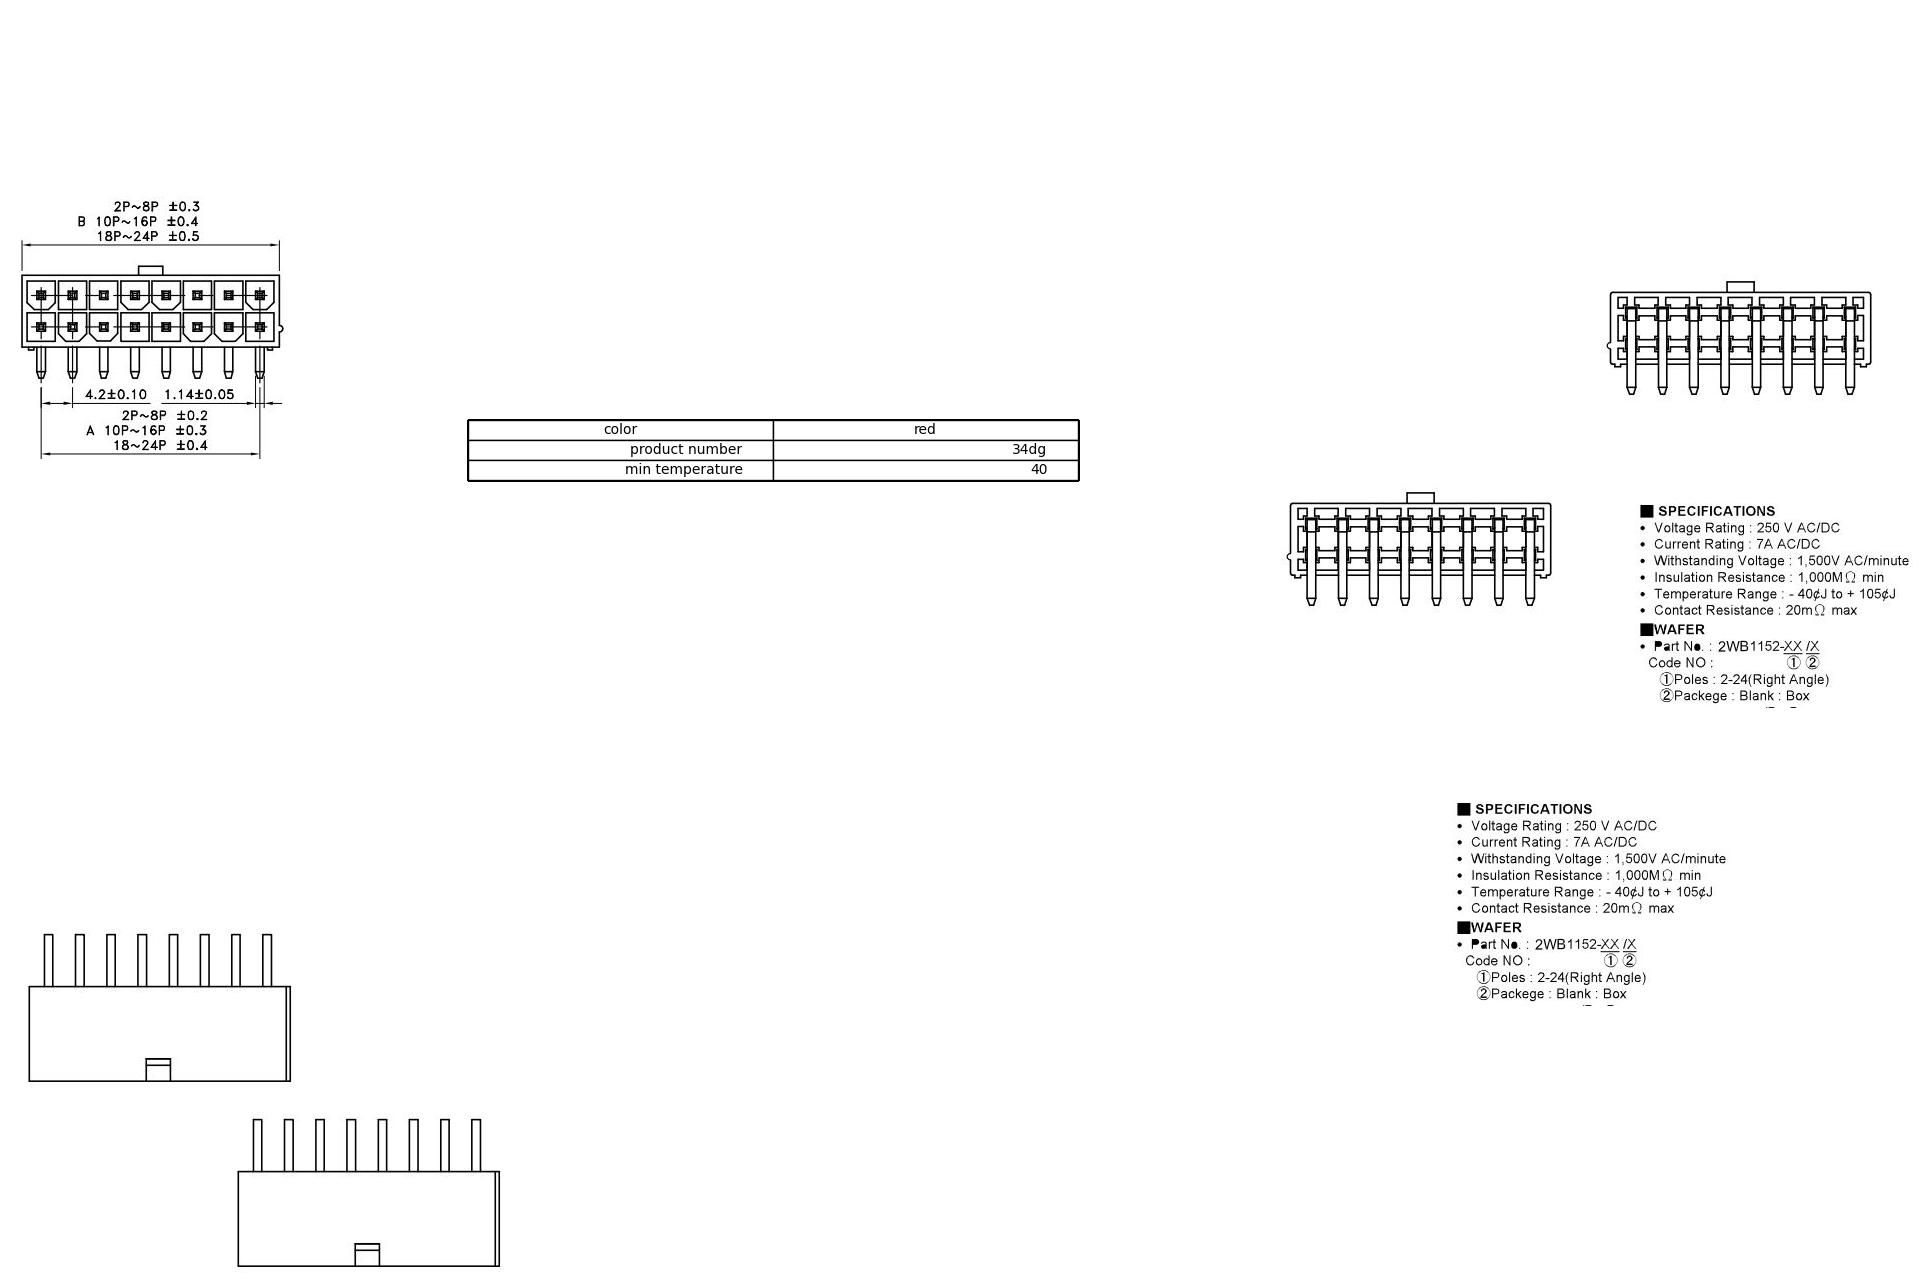 2P~8P ±0.3
B 10P~16P ±0.4
18P~24P ±0.5
4.2±0.10 1.14±0.05
2P~8P ±0.2
A 10P~16P ±0.3
18~24P ±0.4
color red
product number 34dg
min temperature 40
■ SPECIFICATIONS
• Voltage Rating : 250 V AC/DC
• Current Rating : 7A AC/DC
• Withstanding Voltage : 1,500V AC/minute
• Insulation Resistance : 1,000MΩ min
• Temperature Range : - 40¢J to + 105¢J
• Contact Resistance : 20mΩ max
■WAFER
• Part No. : 2WB1152-XX /X
Code NO : ① ②
①Poles : 2-24(Right Angle)
②Packege : Blank : Box
■ SPECIFICATIONS
• Voltage Rating : 250 V AC/DC
• Current Rating : 7A AC/DC
• Withstanding Voltage : 1,500V AC/minute
• Insulation Resistance : 1,000MΩ min
• Temperature Range : - 40¢J to + 105¢J
• Contact Resistance : 20mΩ max
■WAFER
• Part No. : 2WB1152-XX /X
Code NO : ① ②
①Poles : 2-24(Right Angle)
②Packege : Blank : Box